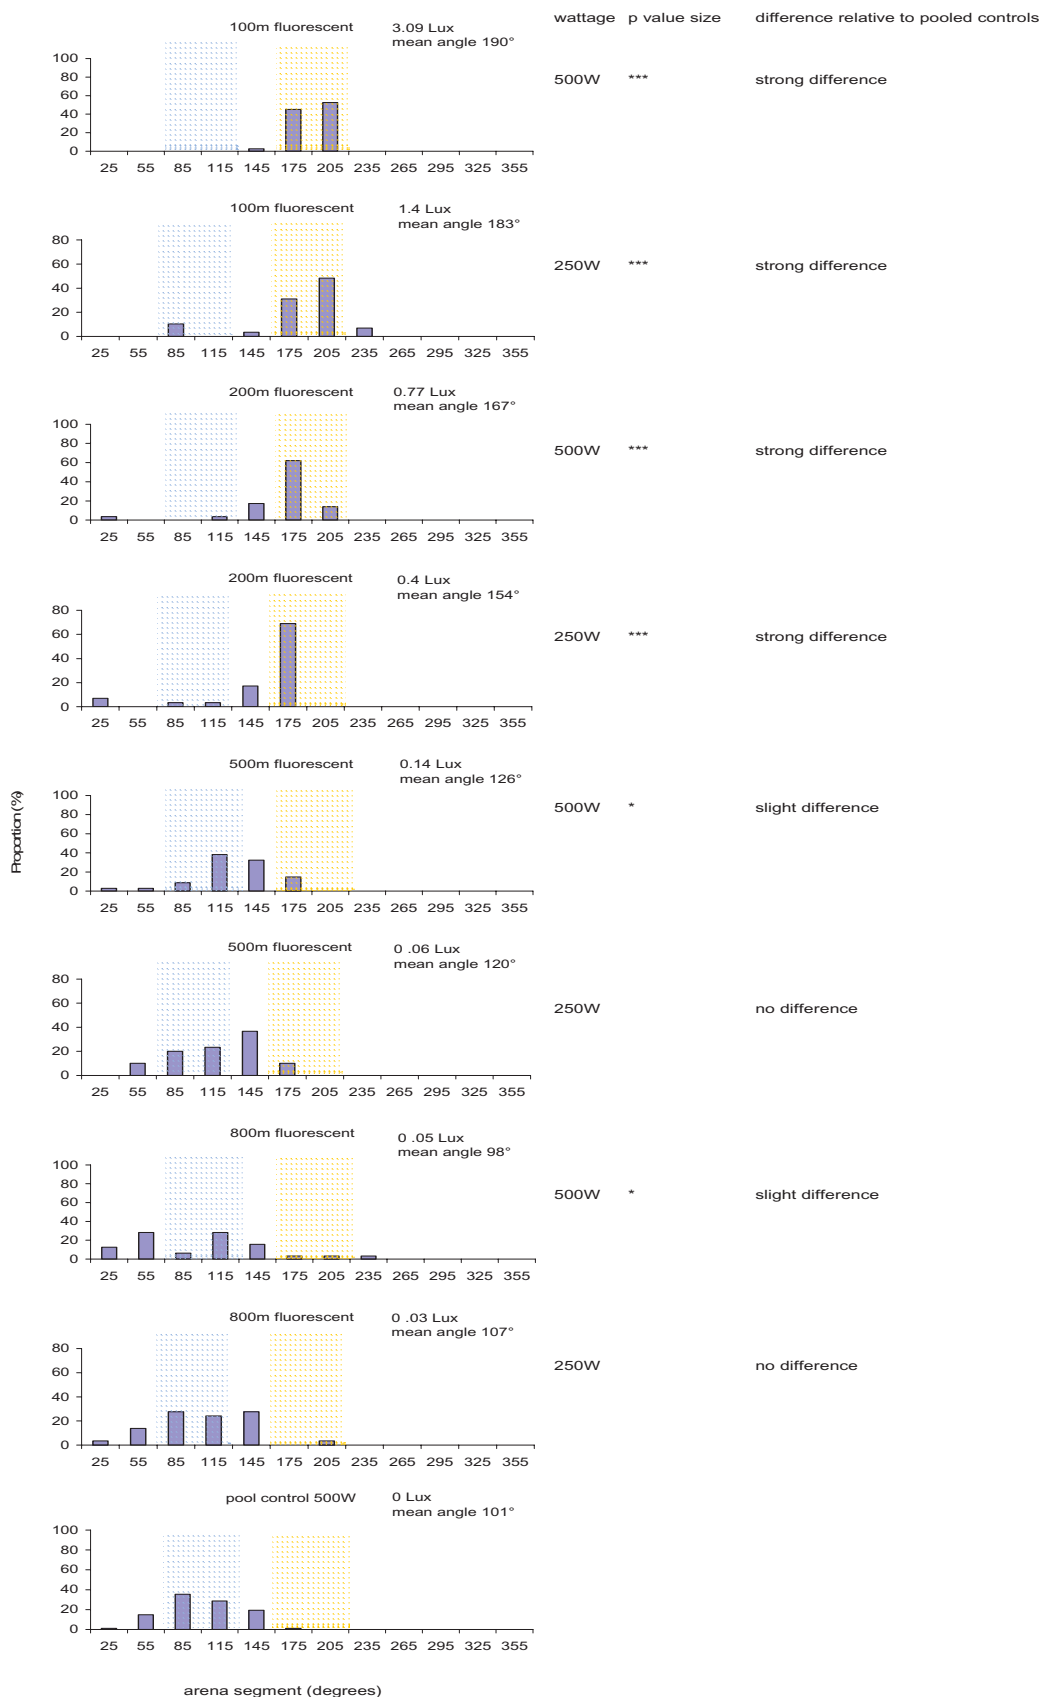 wattage p value size difference relative to pooled controls
100m fluorescent 3.09 Lux
mean angle 190°
100
80
60
40
20
0
25 55 85 115 145 175 205 235 265 295 325 355
500W *** strong difference
100m fluorescent 1.4 Lux
mean angle 183°
80
60
40
20
0
25 55 85 115 145 175 205 235 265 295 325 355
250W *** strong difference
200m fluorescent 0.77 Lux
mean angle 167°
100
80
60
40
20
0
25 55 85 115 145 175 205 235 265 295 325 355
500W *** strong difference
200m fluorescent 0.4 Lux
mean angle 154°
80
60
40
20
0
25 55 85 115 145 175 205 235 265 295 325 355
250W *** strong difference
500m fluorescent 0.14 Lux
mean angle 126°
100
80
60
40
20
0
25 55 85 115 145 175 205 235 265 295 325 355
500W * slight difference
Proportion (%)
500m fluorescent 0 .06 Lux
mean angle 120°
80
60
40
20
0
25 55 85 115 145 175 205 235 265 295 325 355
250W no difference
800m fluorescent 0 .05 Lux
mean angle 98°
100
80
60
40
20
0
25 55 85 115 145 175 205 235 265 295 325 355
500W * slight difference
800m fluorescent 0 .03 Lux
mean angle 107°
80
60
40
20
0
25 55 85 115 145 175 205 235 265 295 325 355
250W no difference
pool control 500W 0 Lux
mean angle 101°
100
80
60
40
20
0
25 55 85 115 145 175 205 235 265 295 325 355
arena segment (degrees)